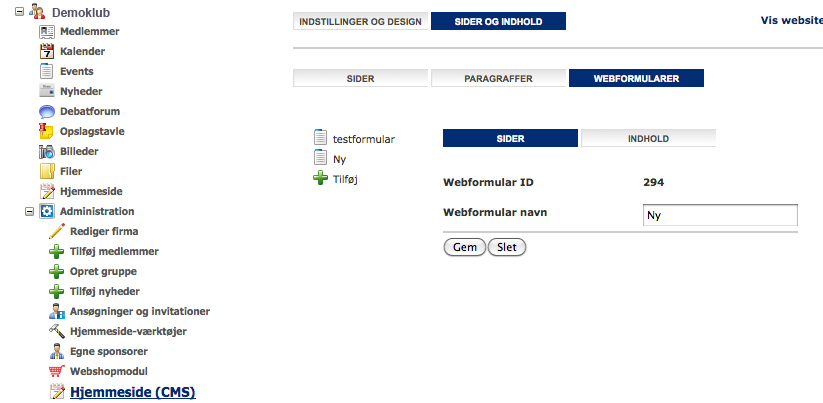 Demoklub
Medlemmer
Kalender
Events
Nyheder
Debatforum
Opslagstavle
Billeder
Filer
Hjemmeside
Administration
Rediger firma
Tilføj medlemmer
Opret gruppe
Tilføj nyheder
Ansøgninger og invitationer
Hjemmeside-værktøjer
Egne sponsorer
Webshopmodul
Hjemmeside (CMS)
INDSTILLINGER OG DESIGN SIDER OG INDHOLD Vis website
SIDER PARAGRAFFER WEBFORMULARER
testformular
Ny
Tilføj
SIDER INDHOLD
Webformular ID 294
Webformular navn Ny
Gem Slet